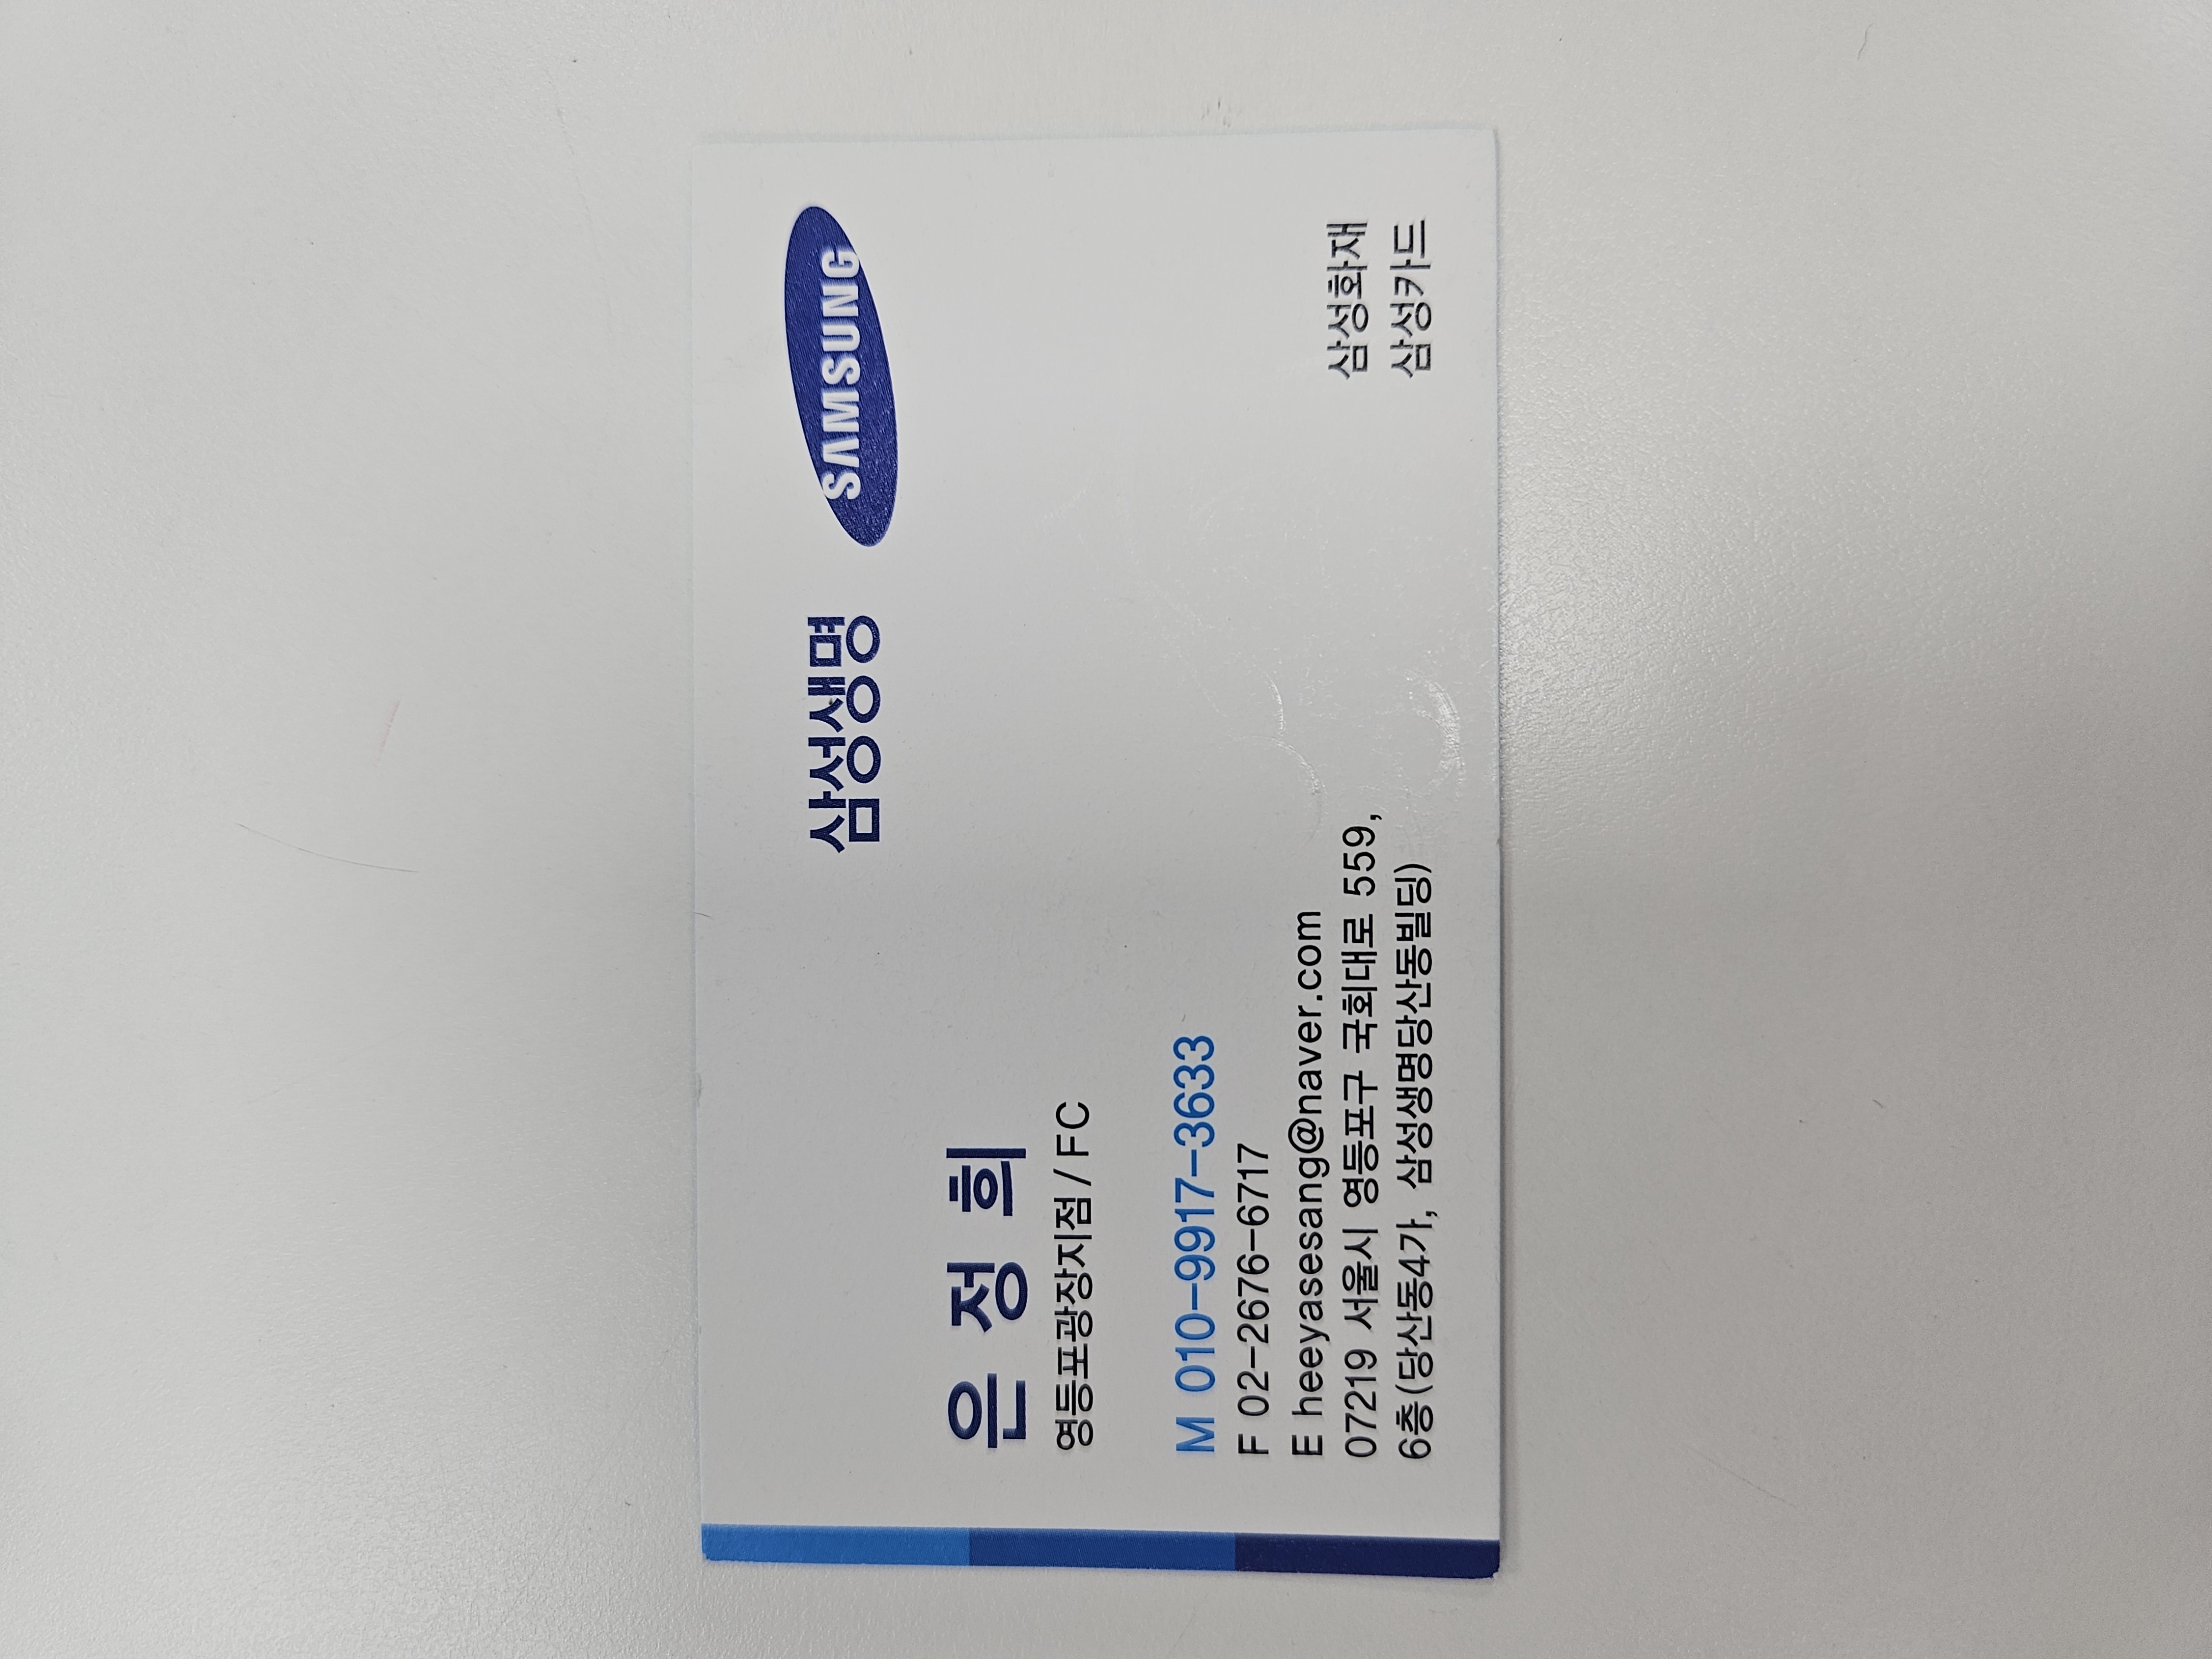 삼성생명 SAMSUNG
은 정 희
영등포광장지점 / FC
M 010-9917-3633
F 02-2676-6717
E heeyasesang@naver.com
07219 서울시 영등포구 국회대로 559,
6층(당산동4가, 삼성생명당산동빌딩)
삼성화재
삼성카드